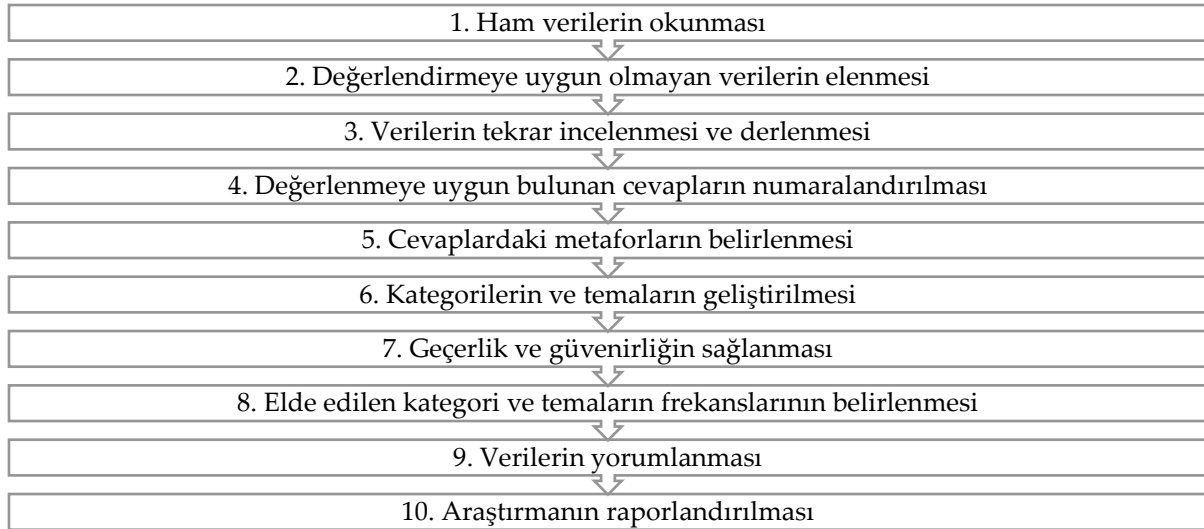 1. Ham verilerin okunması
2. Değerlendirmeye uygun olmayan verilerin elenmesi
3. Verilerin tekrar incelenmesi ve derlenmesi
4. Değerlenmeye uygun bulunan cevapların numaralandırılması
5. Cevaplardaki metaforların belirlenmesi
6. Kategorilerin ve temaların geliştirilmesi
7. Geçerlik ve güvenirliğin sağlanması
8. Elde edilen kategori ve temaların frekanslarının belirlenmesi
9. Verilerin yorumlanması
10. Araştırmanın raporlandırılması